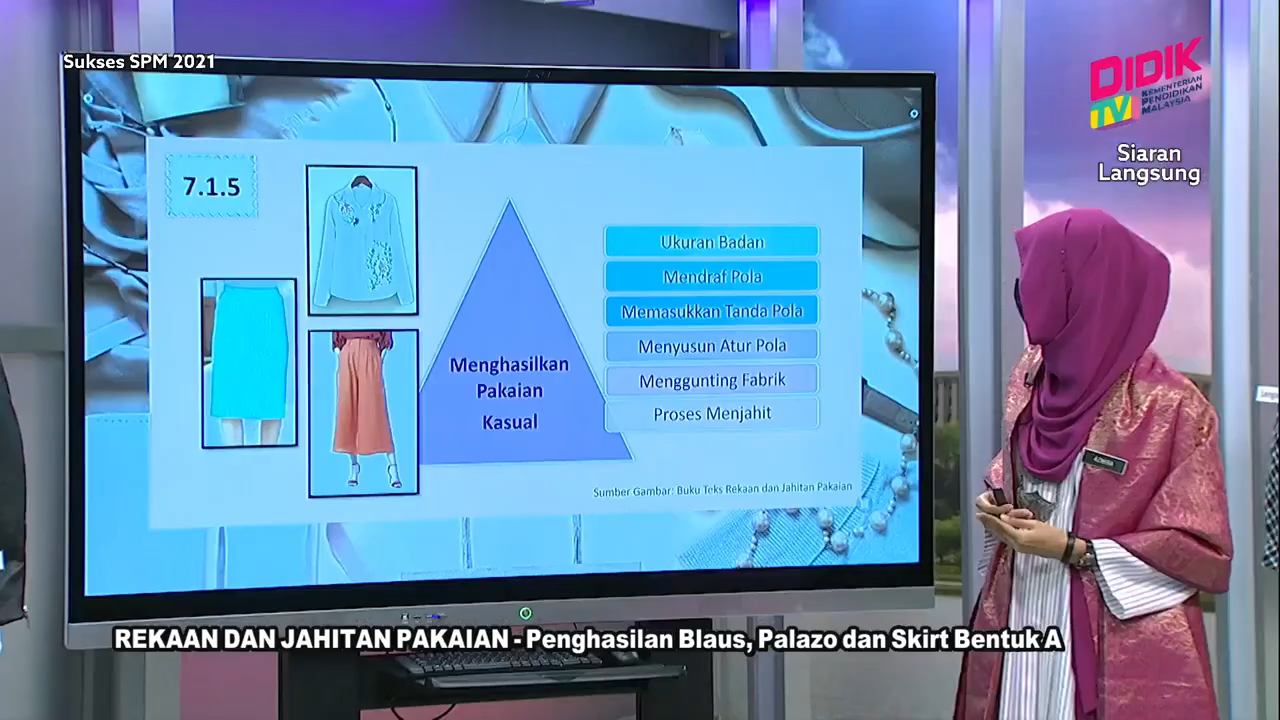 Sukses SPM 2021
DIDIK
TV
KEMENTERIAN
PENDIDIKAN
MALAYSIA
Siaran
Langsung
7.1.5
Menghasilkan
Pakaian
Kasual
Ukuran Badan
Mendraf Pola
Memasukkan Tanda Pola
Menyusun Atur Pola
Menggunting Fabrik
Proses Menjahit
Sumber Gambar: Buku Teks Rekaan dan Jahitan Pakaian
REKAAN DAN JAHITAN PAKAIAN - Penghasilan Blaus, Palazo dan Skirt Bentuk A